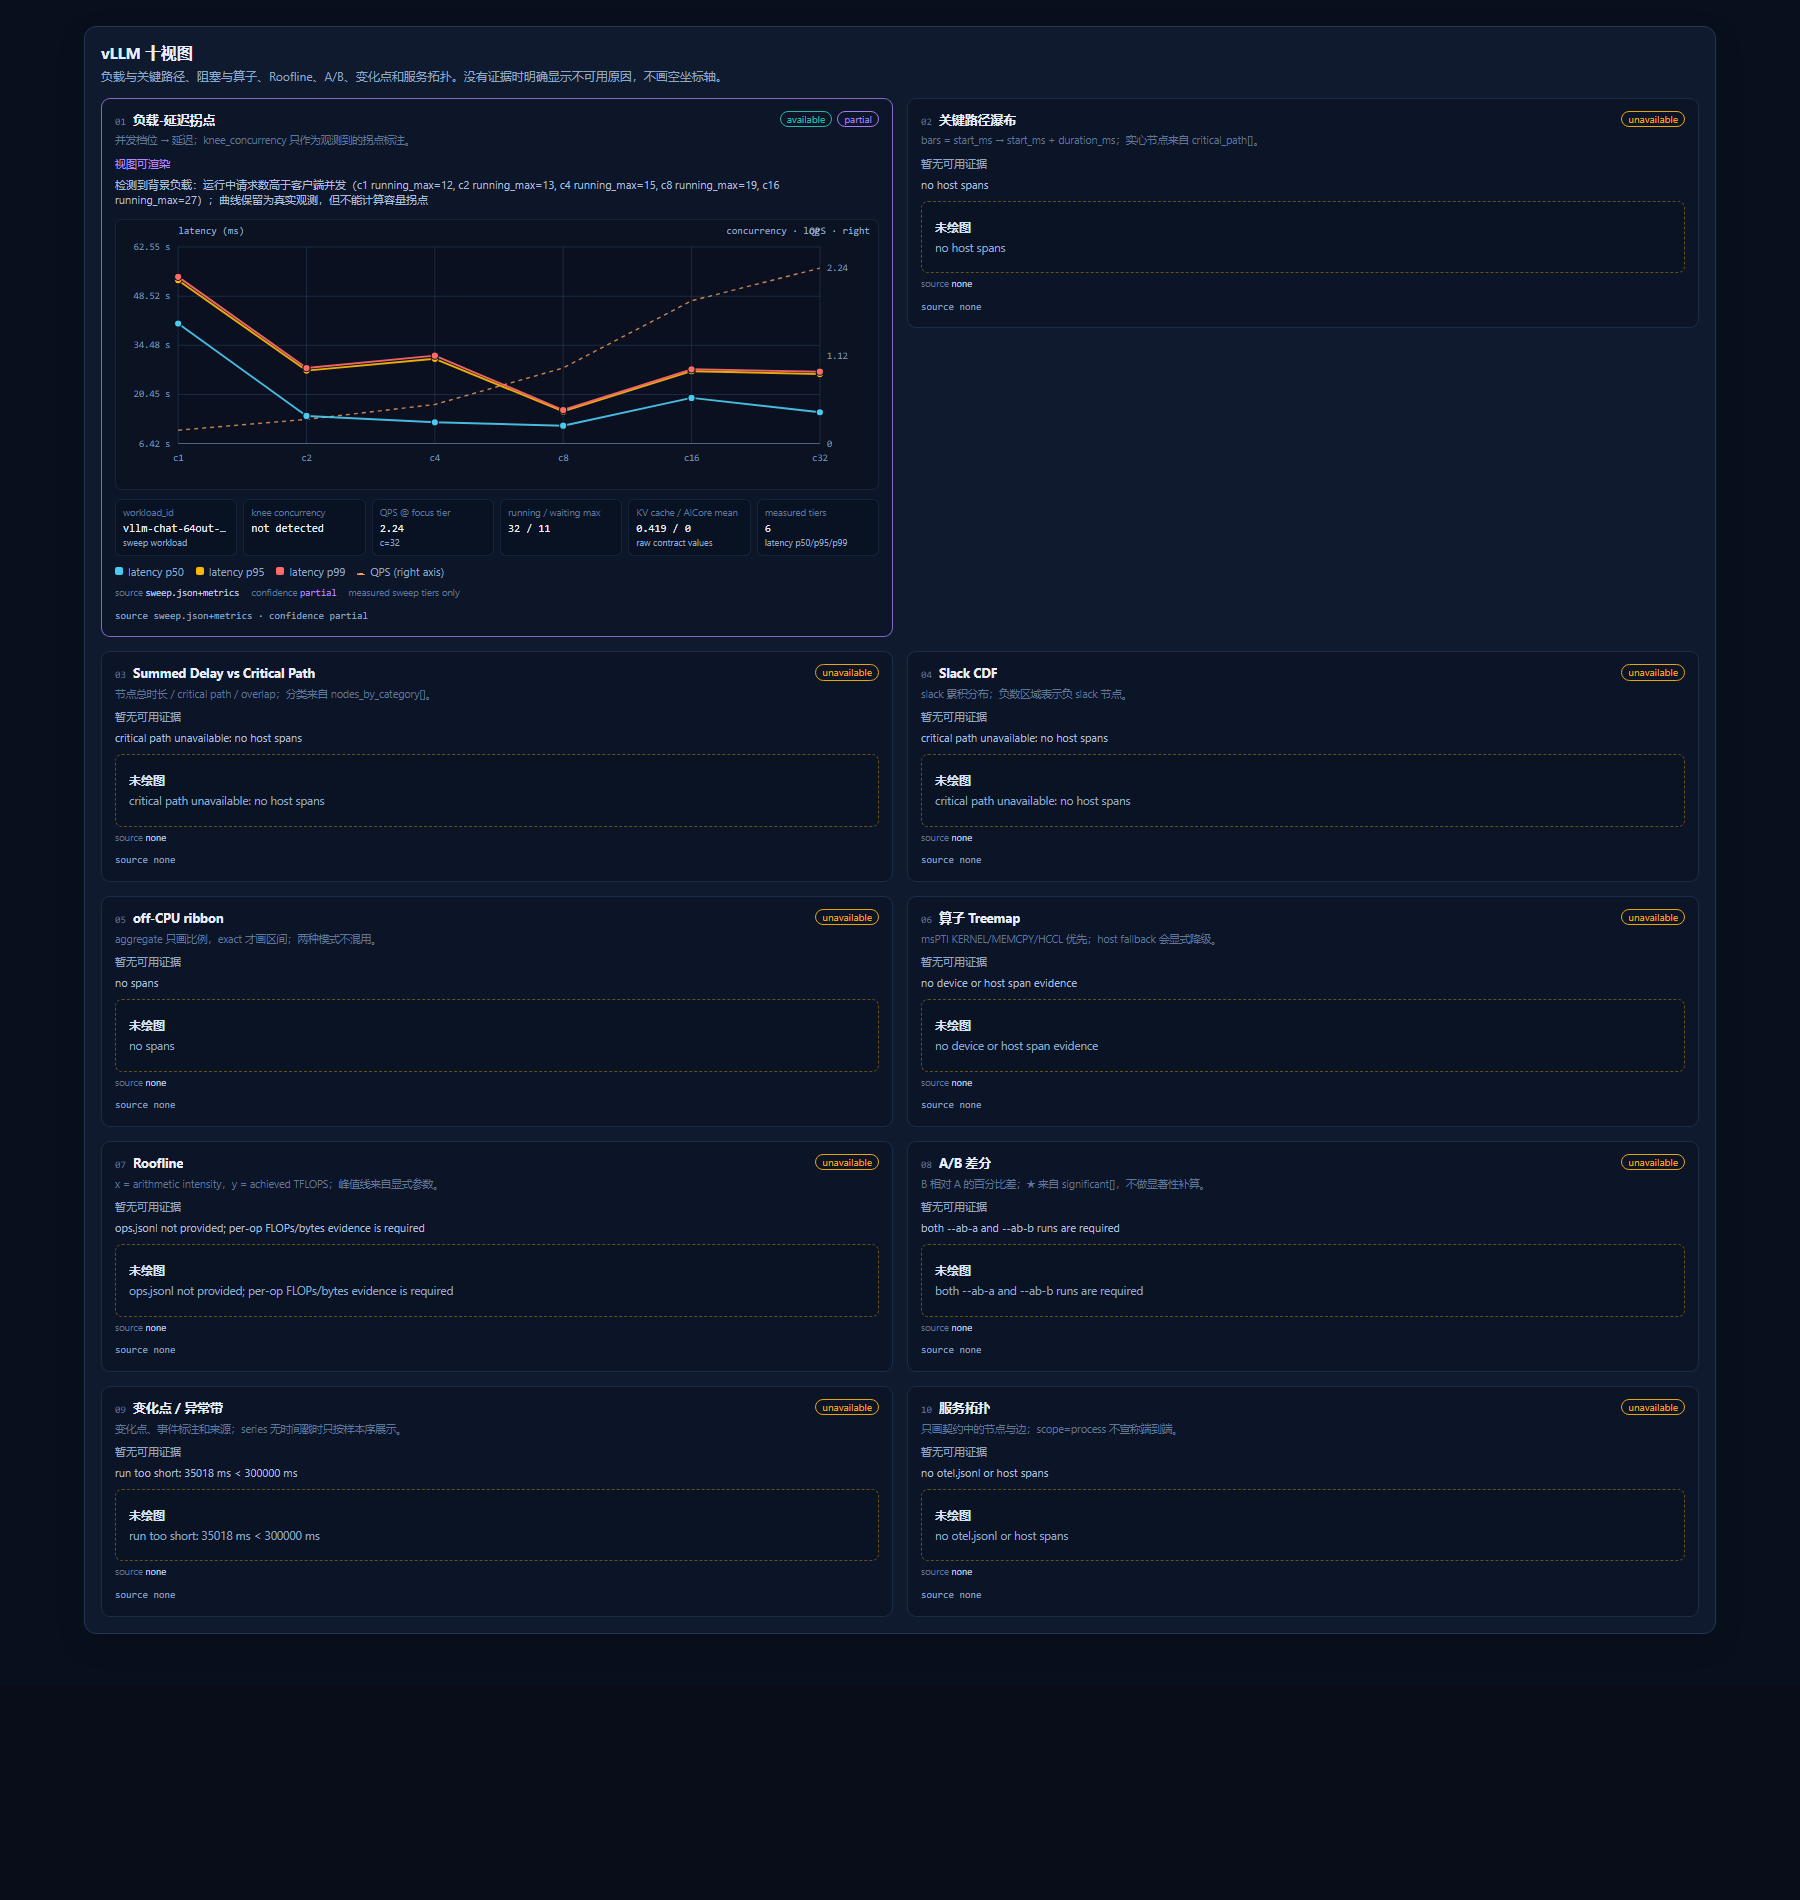 vLLM 十视图
负载与关键路径、阻塞与算子、Roofline、A/B、变化点和服务拓扑。没有证据时明确显示不可用原因，不画空坐标轴。
01 负载-延迟拐点
available
partial
并发档位 → 延迟；knee_concurrency 只作为观测到的拐点标注。
视图可渲染
检测到背景负载：运行中请求数高于客户端并发（c1 running_max=12, c2 running_max=13, c4 running_max=15, c8 running_max=19, c16
running_max=27）；曲线保留为真实观测，但不能计算容量拐点
latency (ms)
concurrency · log
QPS · right
62.55 s
48.52 s
34.48 s
20.45 s
6.42 s
2.24
1.12
0
c1
c2
c4
c8
c16
c32
workload_id
vllm-chat-64out-…
sweep workload
knee concurrency
not detected
QPS @ focus tier
2.24
c=32
running / waiting max
32 / 11
KV cache / AICore mean
0.419 / 0
raw contract values
measured tiers
6
latency p50/p95/p99
latency p50
latency p95
latency p99
QPS (right axis)
source sweep.json+metrics confidence partial measured sweep tiers only
source sweep.json+metrics · confidence partial
02 关键路径瀑布
unavailable
bars = start_ms → start_ms + duration_ms；实心节点来自 critical_path[]。
暂无可用证据
no host spans
未绘图
no host spans
source none
source none
03 Summed Delay vs Critical Path
unavailable
节点总时长 / critical path / overlap；分类来自 nodes_by_category[]。
暂无可用证据
critical path unavailable: no host spans
未绘图
critical path unavailable: no host spans
source none
source none
04 Slack CDF
unavailable
slack 累积分布；负数区域表示负 slack 节点。
暂无可用证据
critical path unavailable: no host spans
未绘图
critical path unavailable: no host spans
source none
source none
05 off-CPU ribbon
unavailable
aggregate 只画比例，exact 才画区间；两种模式不混用。
暂无可用证据
no spans
未绘图
no spans
source none
source none
06 算子 Treemap
unavailable
msPTI KERNEL/MEMCPY/HCCL 优先；host fallback 会显式降级。
暂无可用证据
no device or host span evidence
未绘图
no device or host span evidence
source none
source none
07 Roofline
unavailable
x = arithmetic intensity，y = achieved TFLOPS；峰值线来自显式参数。
暂无可用证据
ops.jsonl not provided; per-op FLOPs/bytes evidence is required
未绘图
ops.jsonl not provided; per-op FLOPs/bytes evidence is required
source none
source none
08 A/B 差分
unavailable
B 相对 A 的百分比差；★ 来自 significant[]，不做显著性补算。
暂无可用证据
both --ab-a and --ab-b runs are required
未绘图
both --ab-a and --ab-b runs are required
source none
source none
09 变化点 / 异常带
unavailable
变化点、事件标注和来源；series 无时间戳时只按样本序展示。
暂无可用证据
run too short: 35018 ms < 300000 ms
未绘图
run too short: 35018 ms < 300000 ms
source none
source none
10 服务拓扑
unavailable
只画契约中的节点与边；scope=process 不宣称端到端。
暂无可用证据
no otel.jsonl or host spans
未绘图
no otel.jsonl or host spans
source none
source none